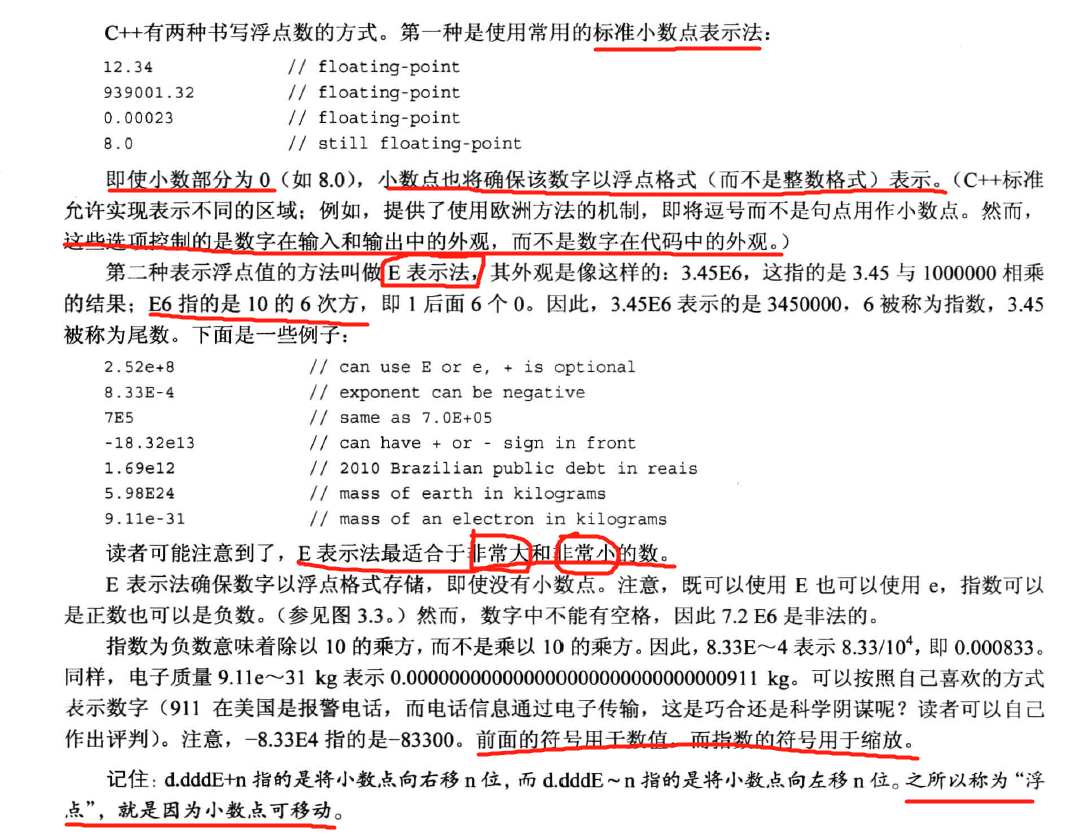 C++有两种书写浮点数的方式。第一种是使用常用的标准小数点表示法：
12.34 // floating-point
939001.32 // floating-point
0.00023 // floating-point
8.0 // still floating-point
即使小数部分为 0（如 8.0），小数点也将确保该数字以浮点格式（而不是整数格式）表示。（C++标准
允许实现表示不同的区域；例如，提供了使用欧洲方法的机制，即将逗号而不是句点用作小数点。然而，
这些选项控制的是数字在输入和输出中的外观，而不是数字在代码中的外观。）
第二种表示浮点值的方法叫做 E 表示法，其外观是像这样的：3.45E6，这指的是 3.45 与 1000000 相乘
的结果；E6 指的是 10 的 6 次方，即 1 后面 6 个 0。因此，3.45E6 表示的是 3450000，6 被称为指数，3.45
被称为尾数。下面是一些例子：
2.52e+8 // can use E or e, + is optional
8.33E-4 // exponent can be negative
7E5 // same as 7.0E+05
-18.32e13 // can have + or - sign in front
1.69e12 // 2010 Brazilian public debt in reais
5.98E24 // mass of earth in kilograms
9.11e-31 // mass of an electron in kilograms
读者可能注意到了，E 表示法最适合于非常大和非常小的数。
E 表示法确保数字以浮点格式存储，即使没有小数点。注意，既可以使用 E 也可以使用 e，指数可以
是正数也可以是负数。（参见图 3.3。）然而，数字中不能有空格，因此 7.2 E6 是非法的。
指数为负数意味着除以 10 的乘方，而不是乘以 10 的乘方。因此，8.33E～4 表示 8.33/10⁴，即 0.000833。
同样，电子质量 9.11e～31 kg 表示 0.000000000000000000000000000000911 kg。可以按照自己喜欢的方式
表示数字（911 在美国是报警电话，而电话信息通过电子传输，这是巧合还是科学阴谋呢？读者可以自己
作出评判）。注意，−8.33E4 指的是−83300。前面的符号用于数值，而指数的符号用于缩放。
记住：d.dddE+n 指的是将小数点向右移 n 位，而 d.dddE～n 指的是将小数点向左移 n 位。之所以称为“浮
点”，就是因为小数点可移动。